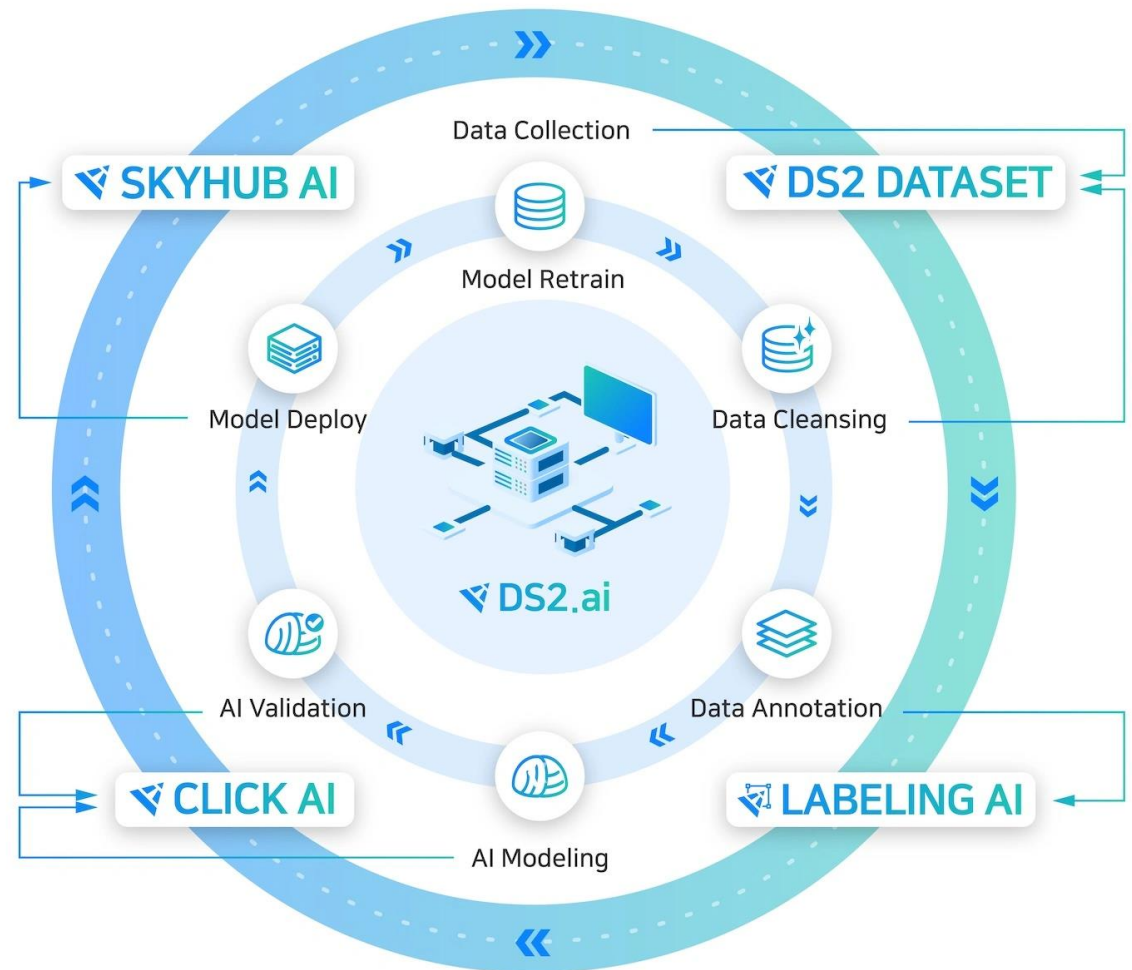 Data Collection
SKYHUB AI
DS2 DATASET
Model Retrain
Model Deploy
Data Cleansing
DS2.ai
AI Validation
Data Annotation
CLICK AI
LABELING AI
AI Modeling